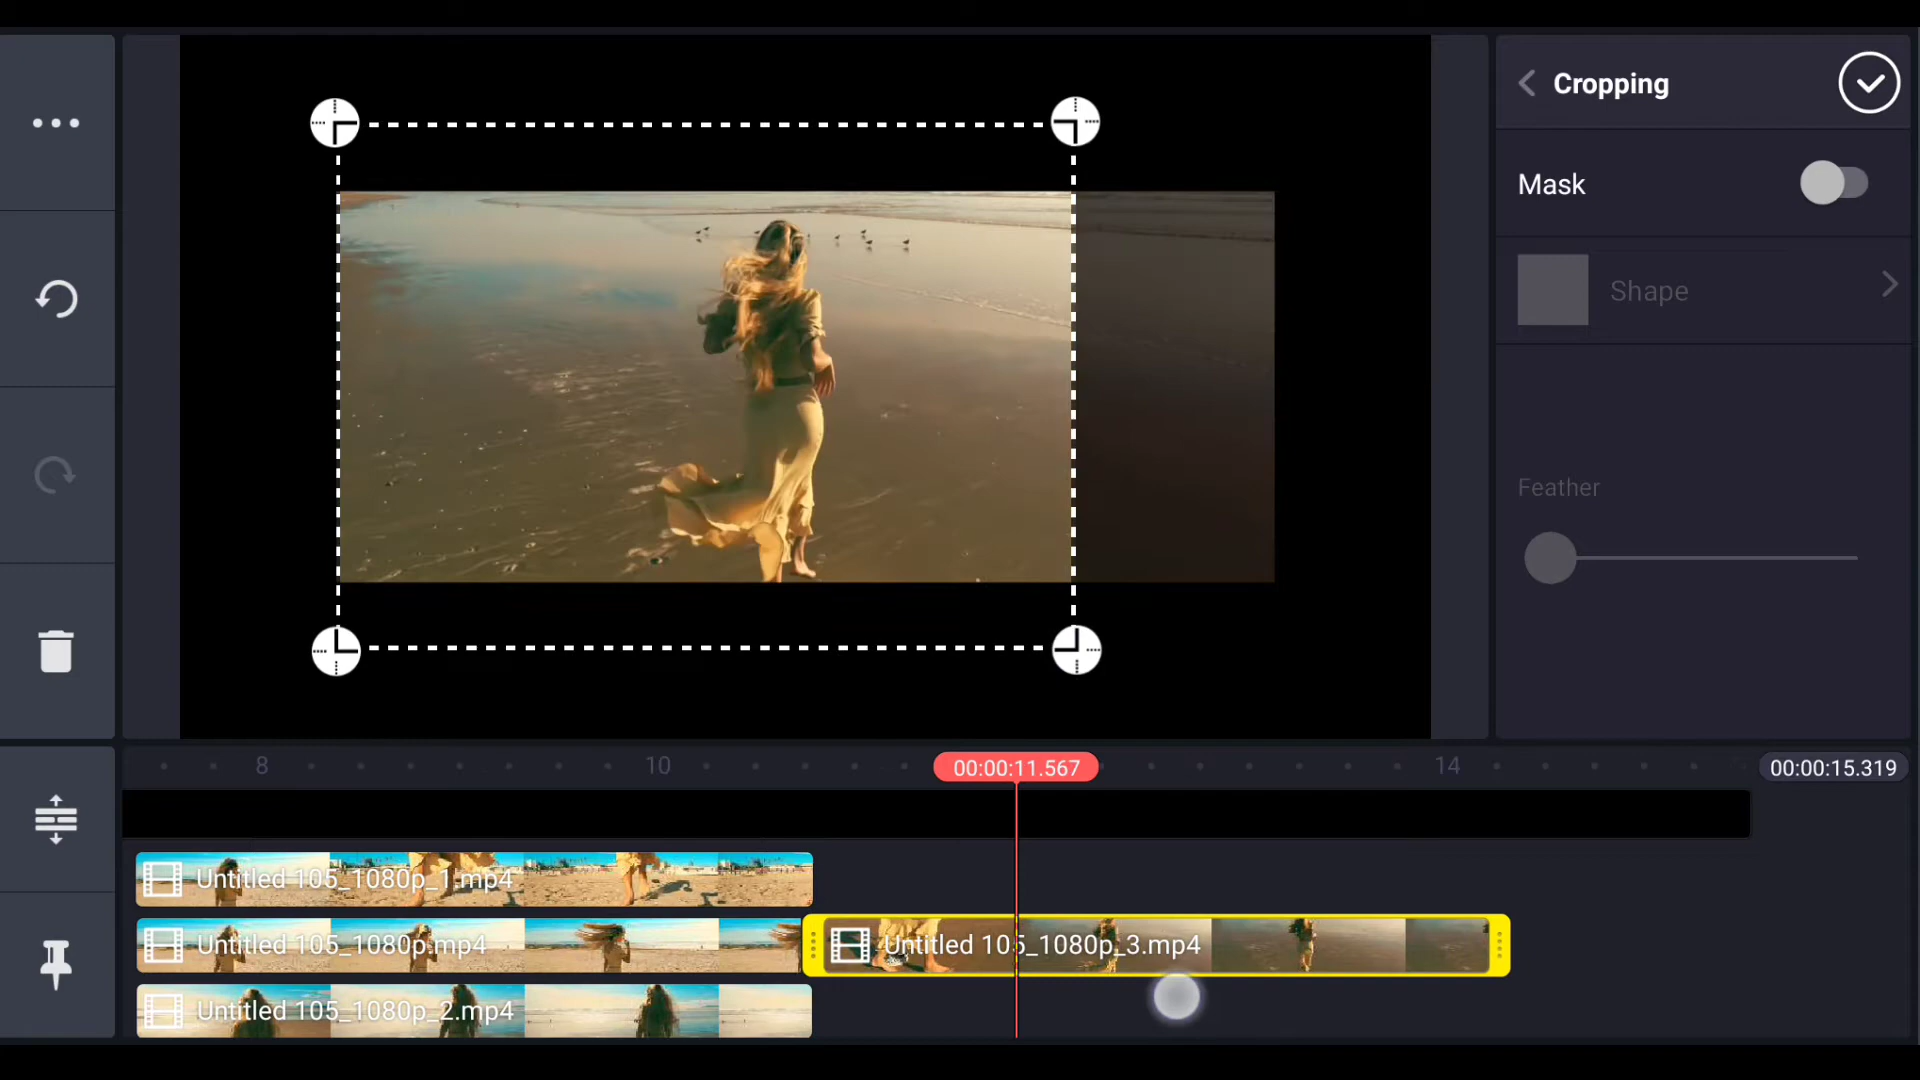 Cropping
Mask
Shape
Feather
8
10
00:00:11.567
14
00:00:15.319
Untitled 105_1080p_1.mp4
Untitled 105_1080p.mp4
Untitled 105_1080p_3.mp4
Untitled 105_1080p_2.mp4